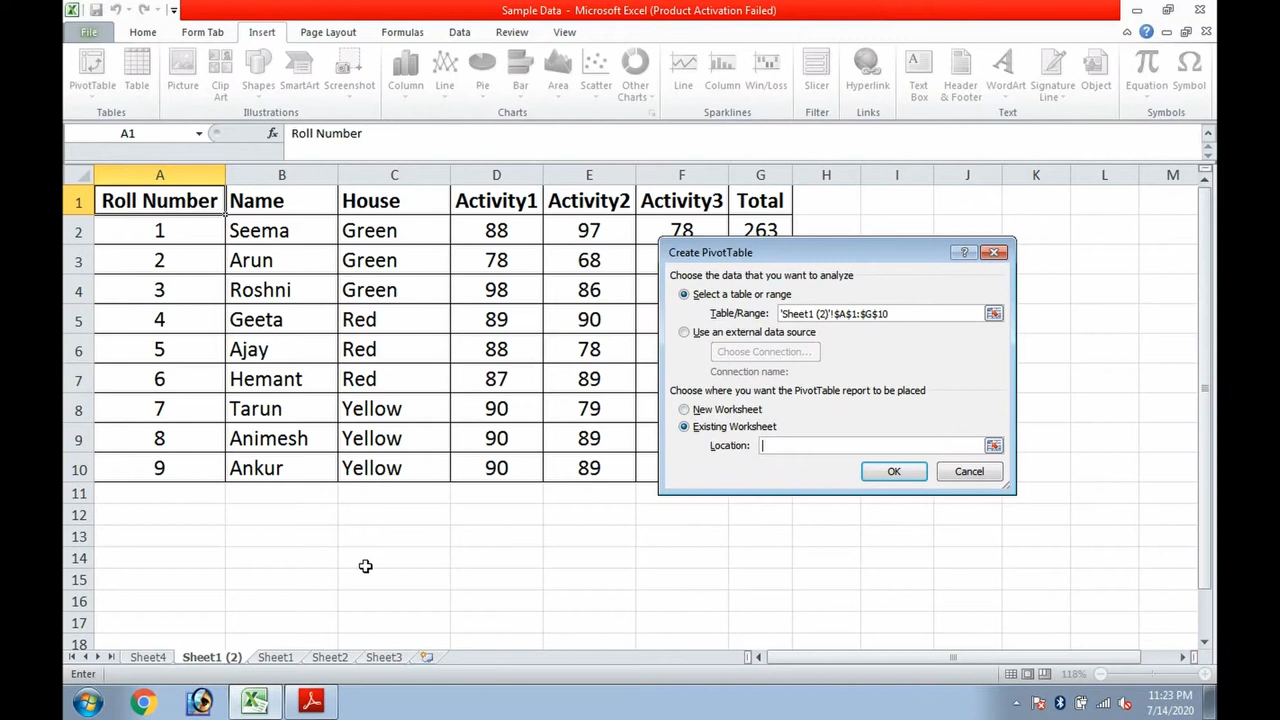 Sample Data - Microsoft Excel (Product Activation Failed)
File Home Form Tab Insert Page Layout Formulas Data Review View
PivotTable Table Picture Clip Art Shapes SmartArt Screenshot Column Line Pie Bar Area Scatter Other Charts Line Column Win/Loss Slicer Hyperlink Text Box Header & Footer WordArt Signature Line Object Equation Symbol
Tables Illustrations Charts Sparklines Filter Links Text Symbols
A1 fx Roll Number
A B C D E F G H I J K L M
1 Roll Number Name House Activity1 Activity2 Activity3 Total
2 1 Seema Green 88 97 78 263
3 2 Arun Green 78 68
4 3 Roshni Green 98 86
5 4 Geeta Red 89 90
6 5 Ajay Red 88 78
7 6 Hemant Red 87 89
8 7 Tarun Yellow 90 79
9 8 Animesh Yellow 90 89
10 9 Ankur Yellow 90 89
11
12
13
14
15
16
17
18
Create PivotTable
Choose the data that you want to analyze
Select a table or range
Table/Range: 'Sheet1 (2)'!$A$1:$G$10
Use an external data source
Choose Connection...
Connection name:
Choose where you want the PivotTable report to be placed
New Worksheet
Existing Worksheet
Location:
OK Cancel
Sheet4 Sheet1 (2) Sheet1 Sheet2 Sheet3
Enter 118%
11:23 PM
7/14/2020